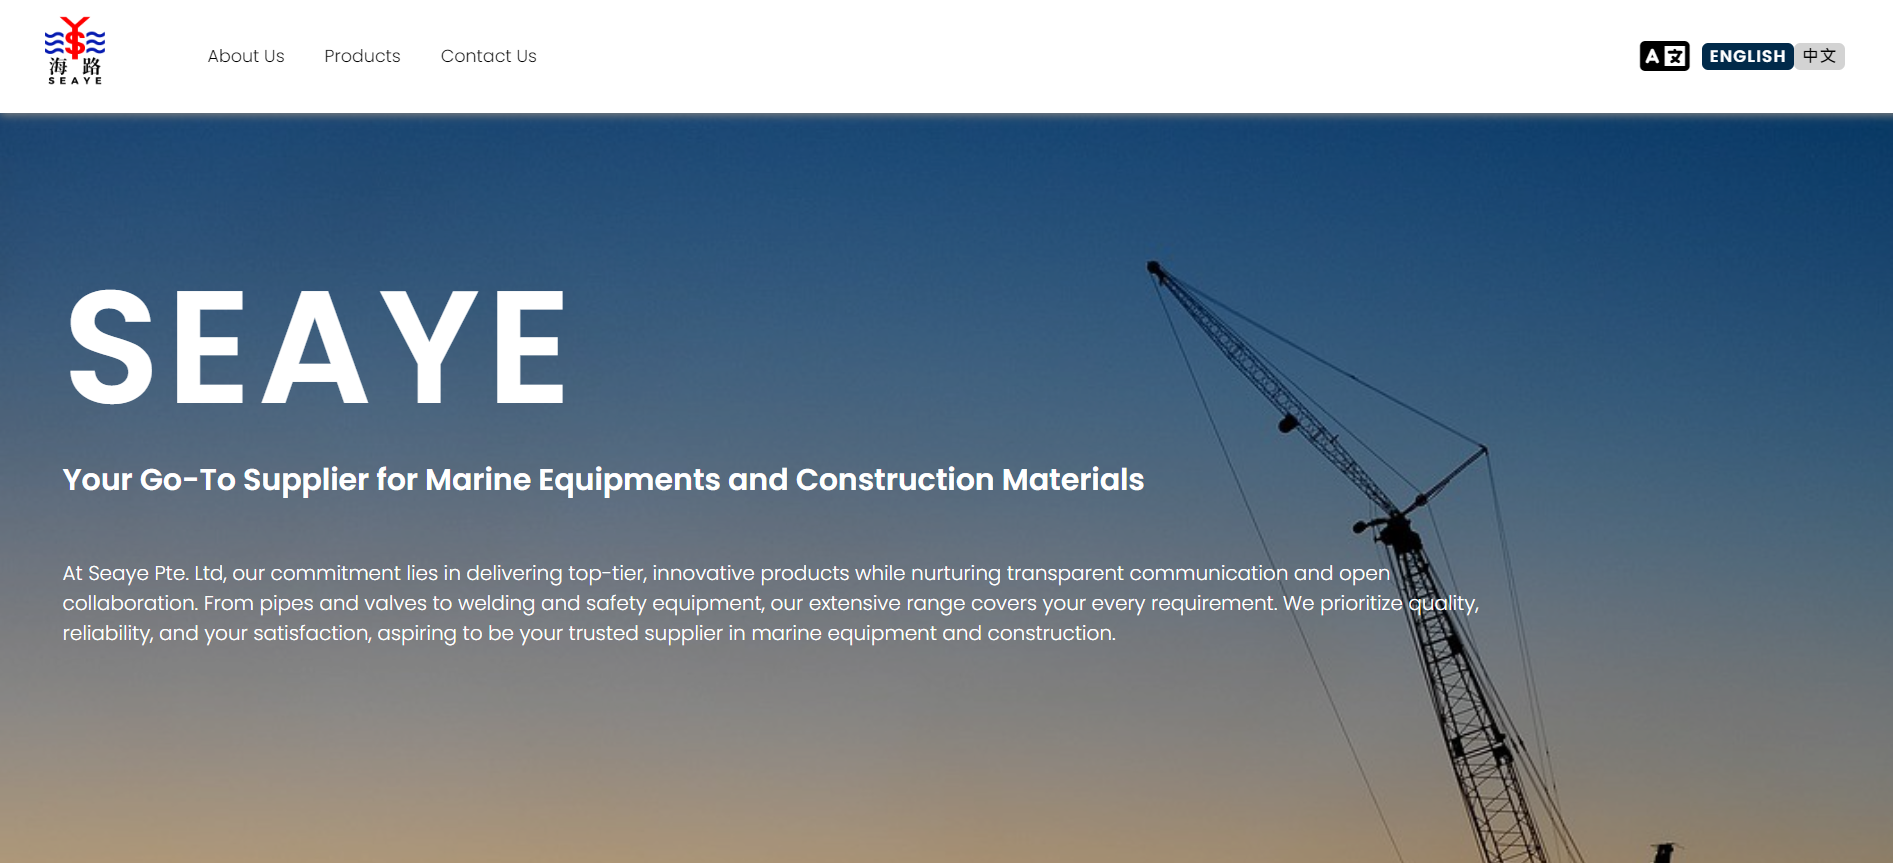 海 路
SEAYE
About Us
Products
Contact Us
A 文
ENGLISH
中文
SEAYE
Your Go-To Supplier for Marine Equipments and Construction Materials
At Seaye Pte. Ltd, our commitment lies in delivering top-tier, innovative products while nurturing transparent communication and open
collaboration. From pipes and valves to welding and safety equipment, our extensive range covers your every requirement. We prioritize quality,
reliability, and your satisfaction, aspiring to be your trusted supplier in marine equipment and construction.